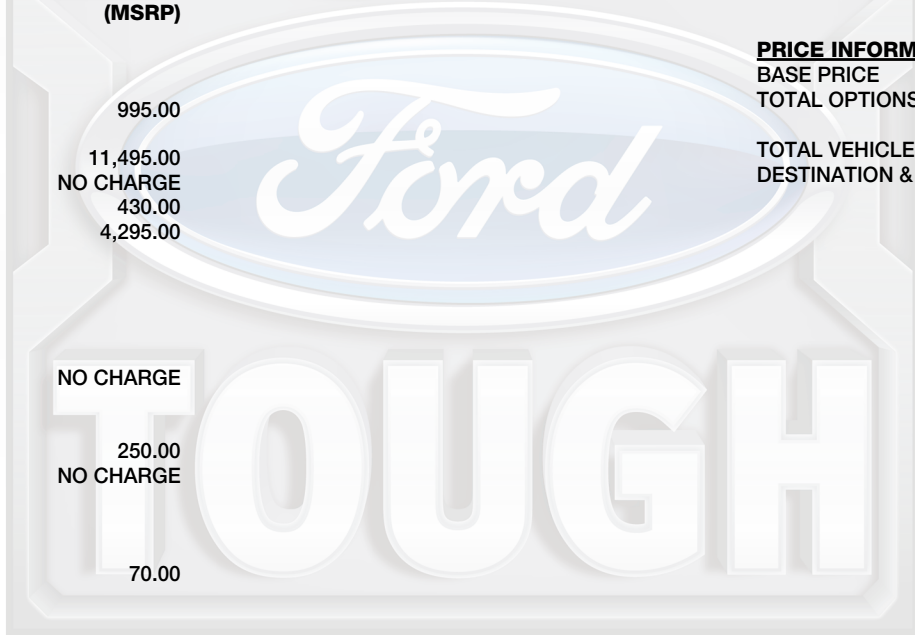 (MSRP)
995.00
11,495.00
NO CHARGE
430.00
4,295.00
NO CHARGE
250.00
NO CHARGE
70.00
PRICE INFORM
BASE PRICE
TOTAL OPTIONS
TOTAL VEHICLE
DESTINATION &
Ford
TOUGH